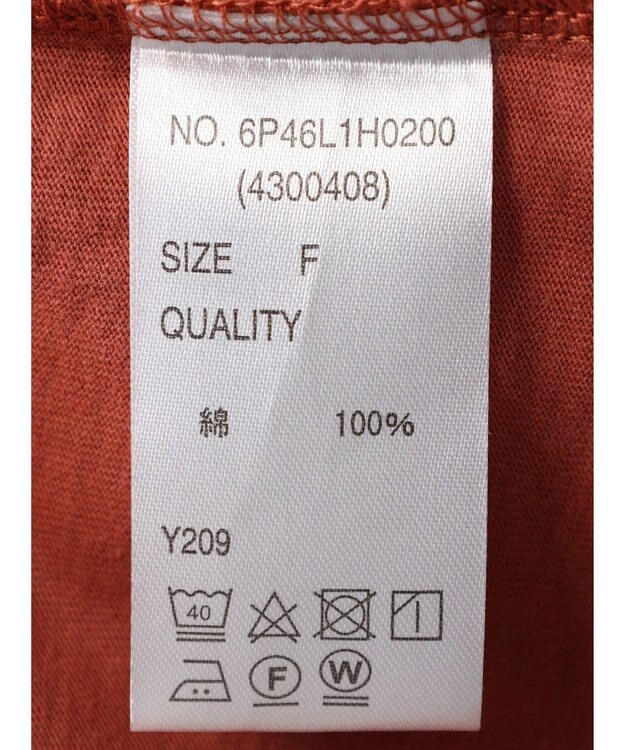 NO. 6P46L1H0200
(4300408)
SIZE F
QUALITY
綿 100%
Y209
40
F W